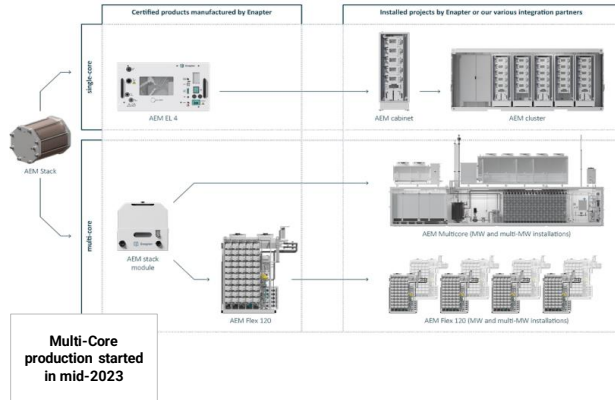 Certified products manufactured by Enapter
Installed projects by Enapter or our various integration partners
single-core
AEM Stack
Enapter
AEM EL 4
AEM cabinet
AEM cluster
multi-core
Enapter
AEM stack
module
AEM Flex 120
AEM Multicore (MW and multi-MW installations)
AEM Flex 120 (MW and multi-MW installations)
Multi-Core
production started
in mid-2023